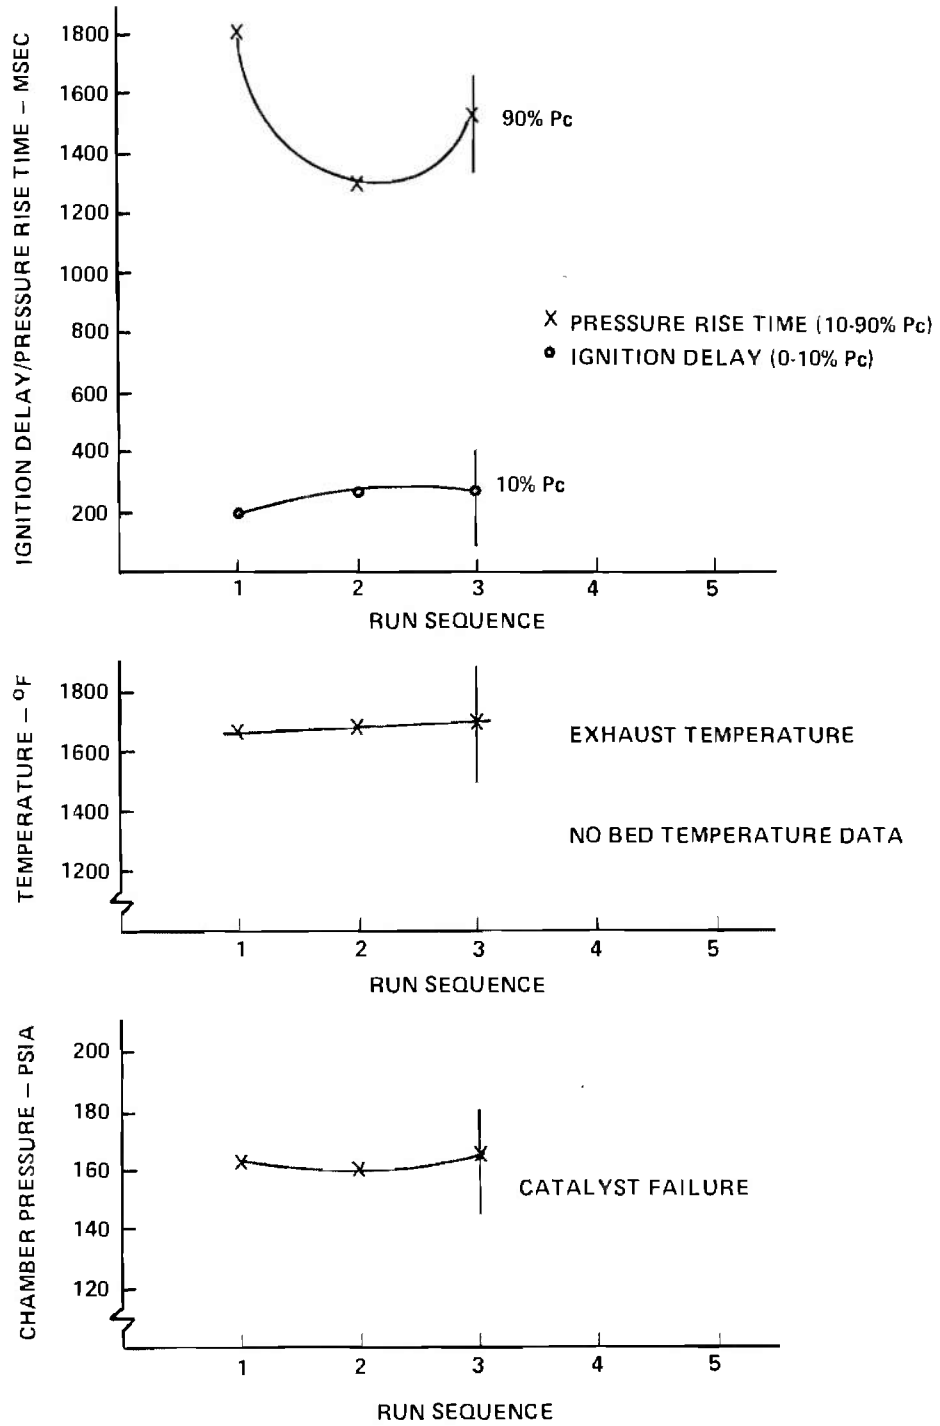 IGNITION DELAY/PRESSURE RISE TIME – MSEC
1800
1600
1400
1200
1000
800
600
400
200
90% Pc
X PRESSURE RISE TIME (10-90% Pc)
IGNITION DELAY (0-10% Pc)
10% Pc
1 2 3 4 5
RUN SEQUENCE
TEMPERATURE – °F
1800
1600
1400
1200
EXHAUST TEMPERATURE
NO BED TEMPERATURE DATA
1 2 3 4 5
RUN SEQUENCE
CHAMBER PRESSURE – PSIA
200
180
160
140
120
CATALYST FAILURE
1 2 3 4 5
RUN SEQUENCE